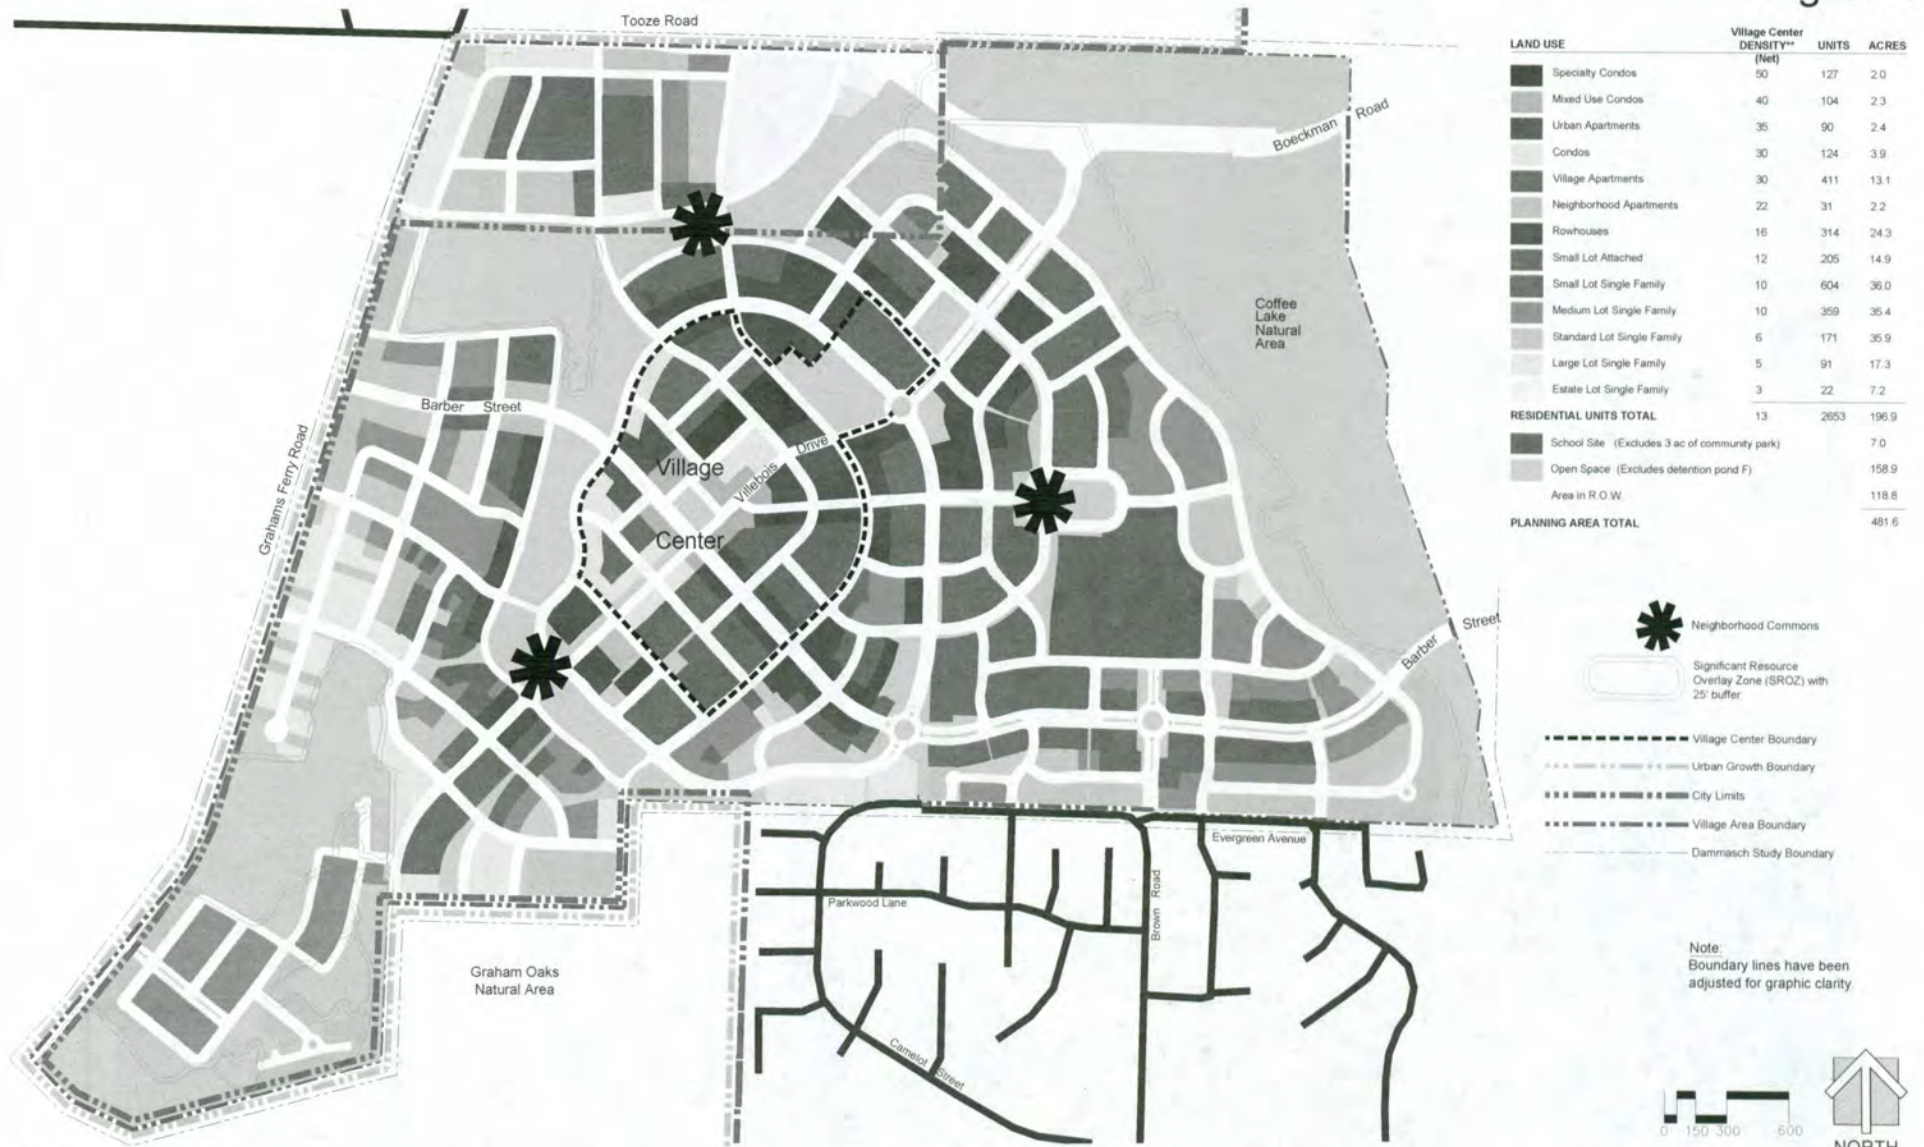 Tooze Road
LAND USE Village Center DENSITY** (Net) UNITS ACRES
Specialty Condos 50 127 2.0
Mixed Use Condos 40 104 2.3
Urban Apartments 35 90 2.4
Condos 30 124 3.9
Village Apartments 30 411 13.1
Neighborhood Apartments 22 31 2.2
Rowhouses 16 314 24.3
Small Lot Attached 12 205 14.9
Small Lot Single Family 10 604 36.0
Medium Lot Single Family 10 359 35.4
Standard Lot Single Family 6 171 35.9
Large Lot Single Family 5 91 17.3
Estate Lot Single Family 3 22 7.2
RESIDENTIAL UNITS TOTAL 13 2653 196.9
School Site (Excludes 3 ac of community park) 7.0
Open Space (Excludes detention pond F) 158.9
Area in R.O.W. 118.8
PLANNING AREA TOTAL 481.6
Boeckman Road
Coffee
Lake
Natural
Area
Barber Street
Grahams Ferry Road
Village
Center
Villebois Drive
Barber Street
Neighborhood Commons
Significant Resource
Overlay Zone (SROZ) with
25' buffer
Village Center Boundary
Urban Growth Boundary
City Limits
Village Area Boundary
Dammasch Study Boundary
Evergreen Avenue
Parkwood Lane
Brown Road
Camelot Street
Graham Oaks
Natural Area
Note:
Boundary lines have been
adjusted for graphic clarity.
0 150 300 600
NORTH